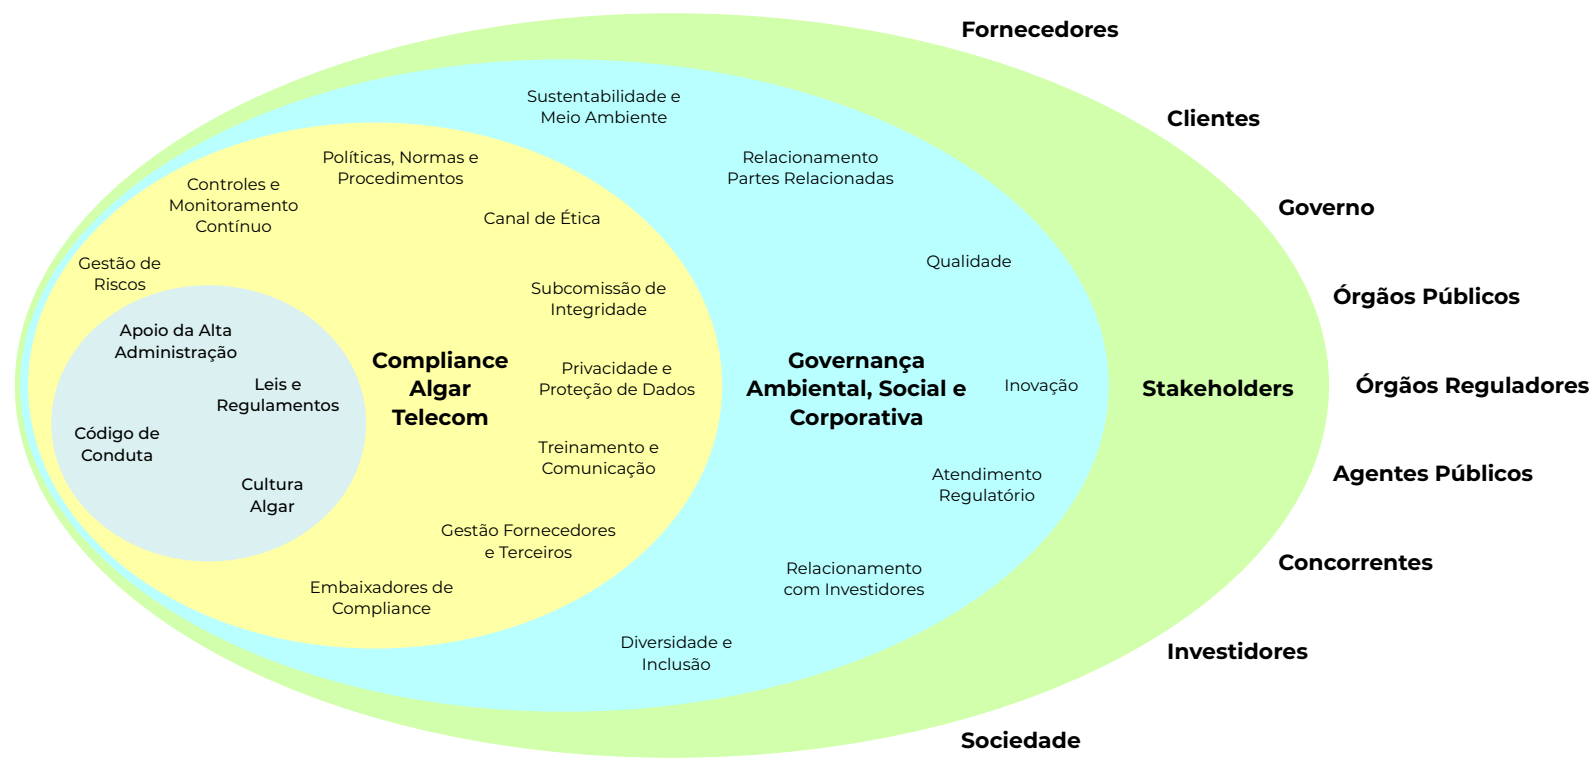 Apoio da Alta
Administração
Leis e
Regulamentos
Código de
Conduta
Cultura
Algar
Compliance
Algar
Telecom
Gestão de
Riscos
Controles e
Monitoramento
Contínuo
Políticas, Normas e
Procedimentos
Canal de Ética
Subcomissão de
Integridade
Privacidade e
Proteção de Dados
Treinamento e
Comunicação
Gestão Fornecedores
e Terceiros
Embaixadores de
Compliance
Governança
Ambiental, Social e
Corporativa
Sustentabilidade e
Meio Ambiente
Relacionamento
Partes Relacionadas
Qualidade
Inovação
Atendimento
Regulatório
Relacionamento
com Investidores
Diversidade e
Inclusão
Stakeholders
Fornecedores
Clientes
Governo
Órgãos Públicos
Órgãos Reguladores
Agentes Públicos
Concorrentes
Investidores
Sociedade